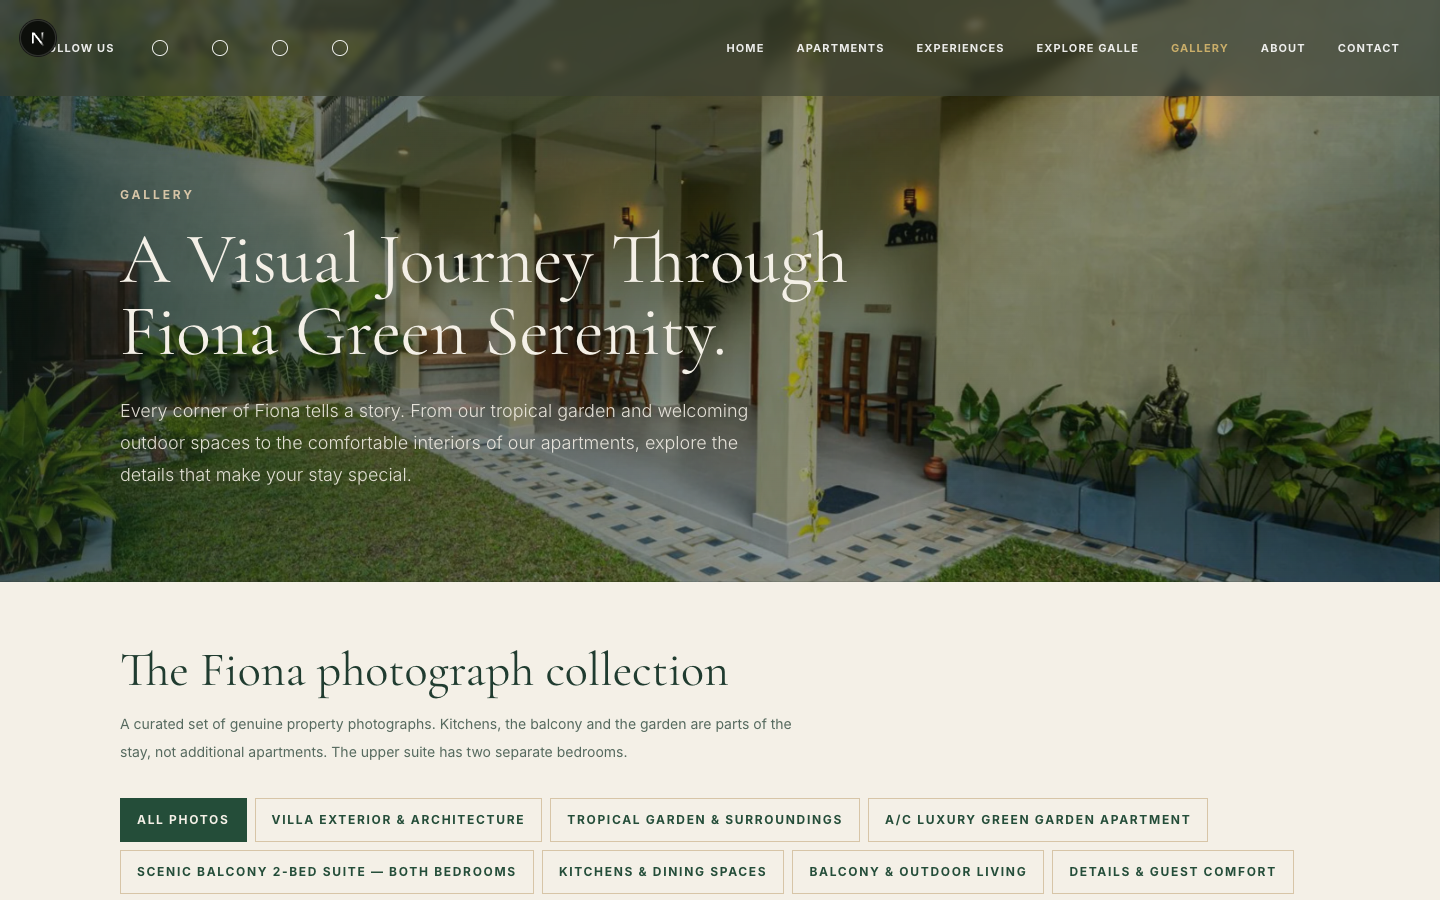 N
LLOW US
HOME
APARTMENTS
EXPERIENCES
EXPLORE GALLE
GALLERY
ABOUT
CONTACT
GALLERY
A Visual Journey Through
Fiona Green Serenity.
Every corner of Fiona tells a story. From our tropical garden and welcoming
outdoor spaces to the comfortable interiors of our apartments, explore the
details that make your stay special.
The Fiona photograph collection
A curated set of genuine property photographs. Kitchens, the balcony and the garden are parts of the
stay, not additional apartments. The upper suite has two separate bedrooms.
ALL PHOTOS
VILLA EXTERIOR & ARCHITECTURE
TROPICAL GARDEN & SURROUNDINGS
A/C LUXURY GREEN GARDEN APARTMENT
SCENIC BALCONY 2-BED SUITE — BOTH BEDROOMS
KITCHENS & DINING SPACES
BALCONY & OUTDOOR LIVING
DETAILS & GUEST COMFORT